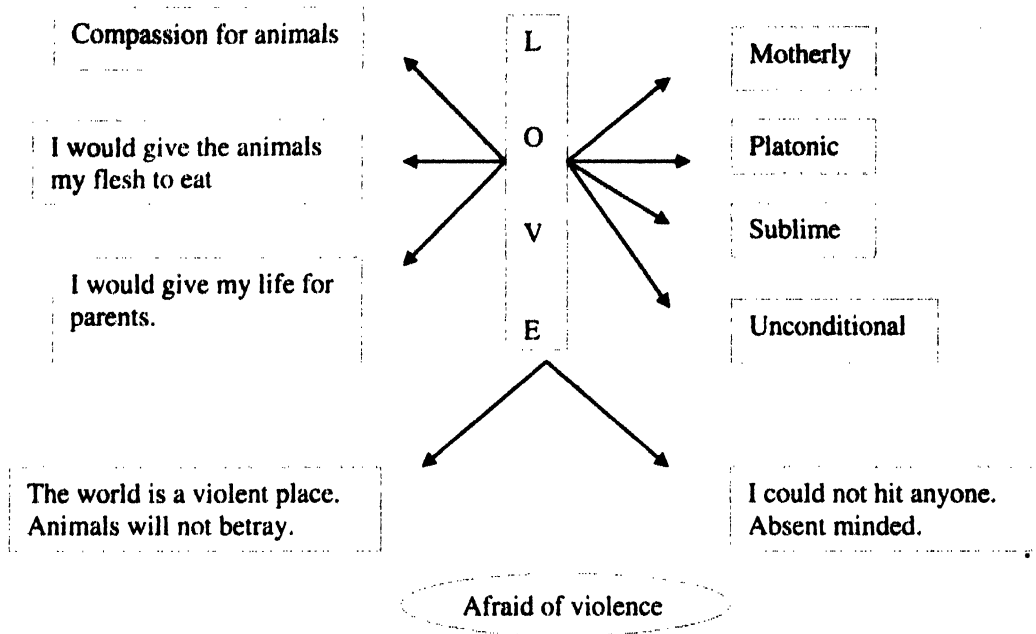 Compassion for animals
I would give the animals
my flesh to eat
I would give my life for
parents.
L
O
V
E
Motherly
Platonic
Sublime
Unconditional
The world is a violent place.
Animals will not betray.
I could not hit anyone.
Absent minded.
Afraid of violence